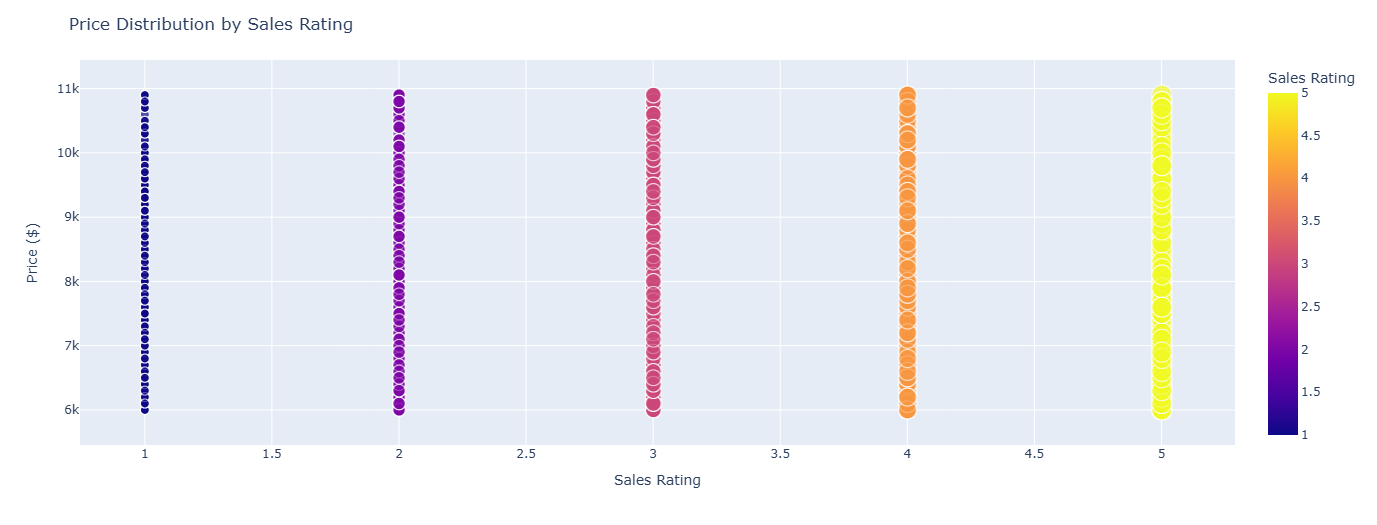 Price Distribution by Sales Rating
Sales Rating
11k
10k
9k
8k
7k
6k
Price ($)
1
1.5
2
2.5
3
3.5
4
4.5
5
Sales Rating
5
4.5
4
3.5
3
2.5
2
1.5
1